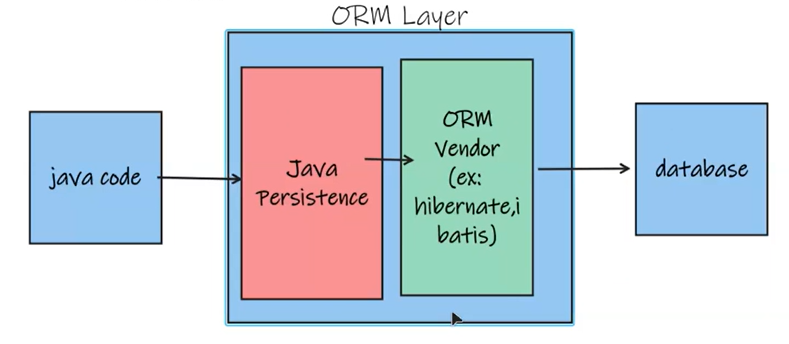 ORM Layer
java code
Java
Persistence
ORM
Vendor
(ex:
hibernate,i
batis)
database